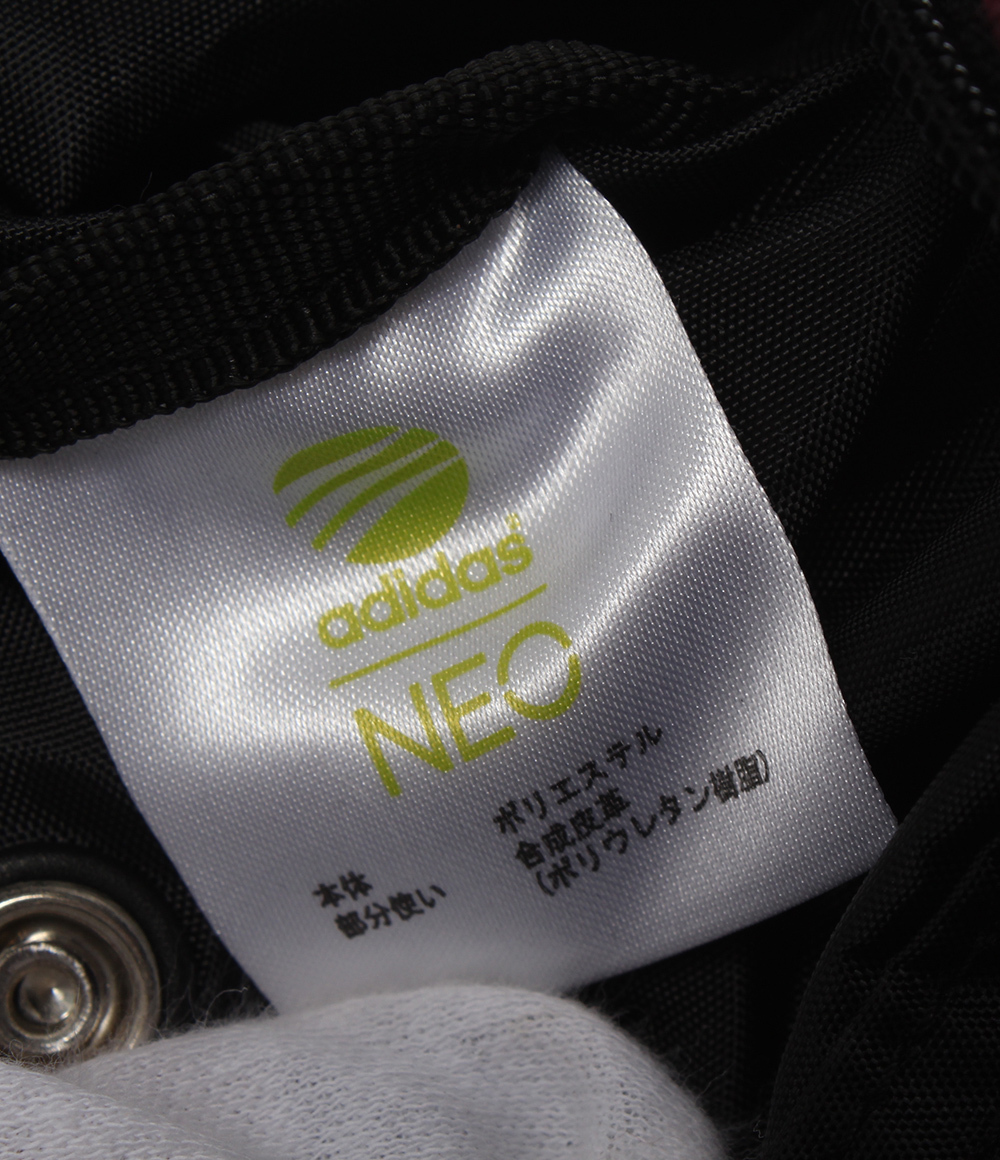 adidas
NEO
本体 ポリエステル
部分使い 合成皮革
(ポリウレタン樹脂)